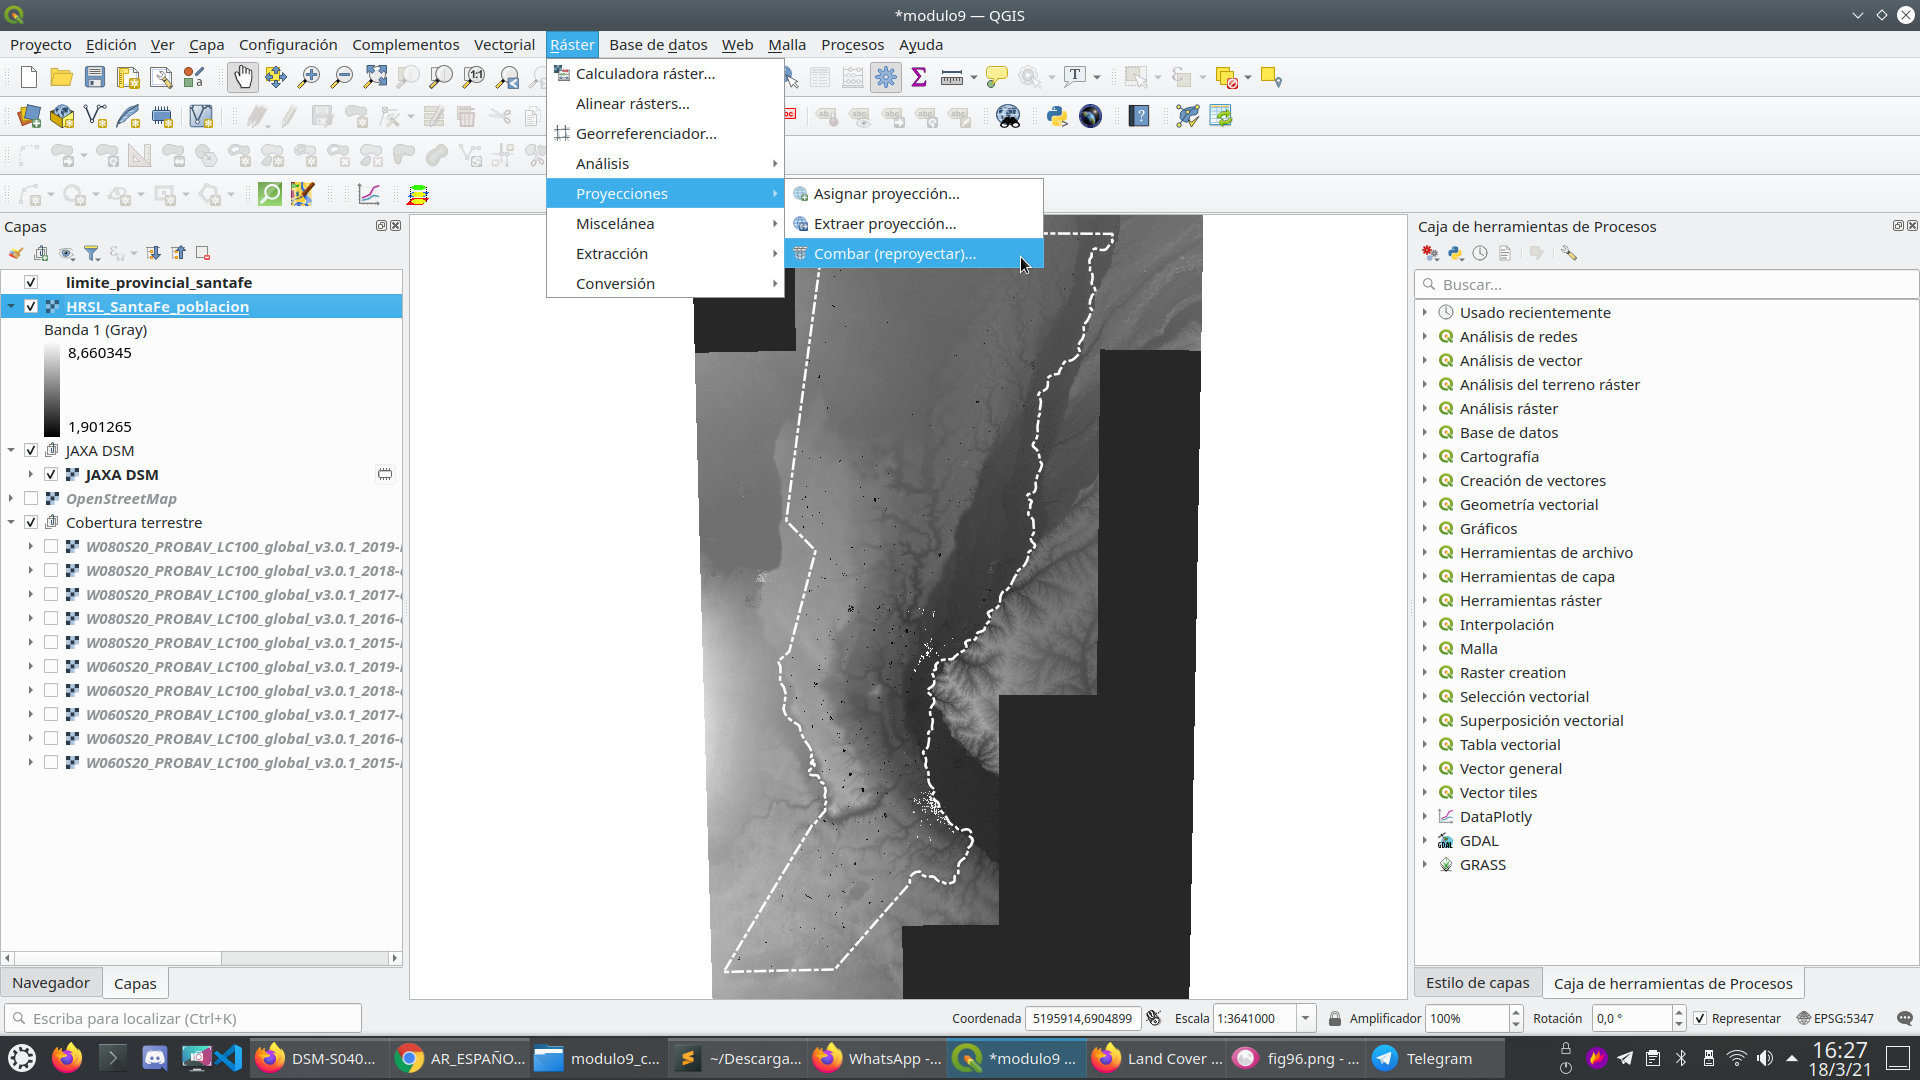 *modulo9 — QGIS
Proyecto Edición Ver Capa Configuración Complementos Vectorial Ráster Base de datos Web Malla Procesos Ayuda
Calculadora ráster...
Alinear rásters...
Georreferenciador...
Análisis
Proyecciones
Miscelánea
Extracción
Conversión
Asignar proyección...
Extraer proyección...
Combar (reproyectar)...
Capas
limite_provincial_santafe
HRSL_SantaFe_poblacion
Banda 1 (Gray)
8,660345
1,901265
JAXA DSM
JAXA DSM
OpenStreetMap
Cobertura terrestre
W080S20_PROBAV_LC100_global_v3.0.1_2019-
W080S20_PROBAV_LC100_global_v3.0.1_2018-
W080S20_PROBAV_LC100_global_v3.0.1_2017-
W080S20_PROBAV_LC100_global_v3.0.1_2016-
W080S20_PROBAV_LC100_global_v3.0.1_2015-
W060S20_PROBAV_LC100_global_v3.0.1_2019-
W060S20_PROBAV_LC100_global_v3.0.1_2018-
W060S20_PROBAV_LC100_global_v3.0.1_2017-
W060S20_PROBAV_LC100_global_v3.0.1_2016-
W060S20_PROBAV_LC100_global_v3.0.1_2015-
Navegador Capas
Caja de herramientas de Procesos
Buscar...
Usado recientemente
Análisis de redes
Análisis de vector
Análisis del terreno ráster
Análisis ráster
Base de datos
Cartografía
Creación de vectores
Geometría vectorial
Gráficos
Herramientas de archivo
Herramientas de capa
Herramientas ráster
Interpolación
Malla
Raster creation
Selección vectorial
Superposición vectorial
Tabla vectorial
Vector general
Vector tiles
DataPlotly
GDAL
GRASS
Estilo de capas Caja de herramientas de Procesos
Escriba para localizar (Ctrl+K) Coordenada 5195914,6904899 Escala 1:3641000 Amplificador 100% Rotación 0,0 ° Representar EPSG:5347
DSM-S040... AR_ESPAÑO... modulo9_c... ~/Descarga... WhatsApp -... *modulo9 ... Land Cover ... fig96.png - ... Telegram 16:27
18/3/21